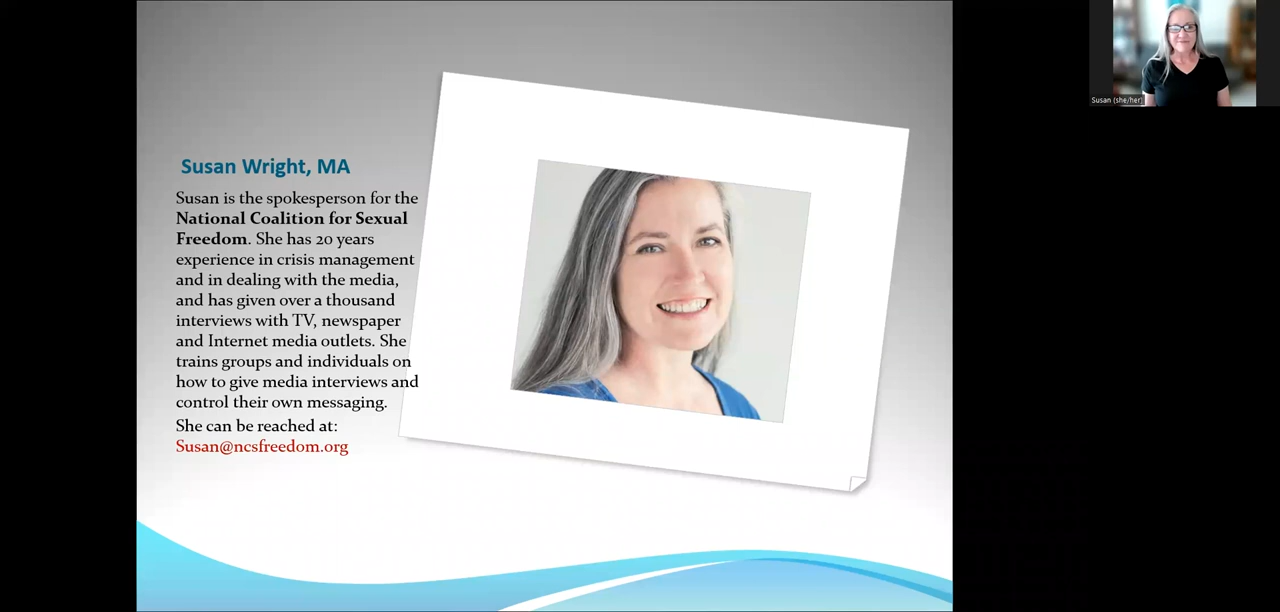 Susan Wright, MA
Susan is the spokesperson for the
National Coalition for Sexual
Freedom. She has 20 years
experience in crisis management
and in dealing with the media,
and has given over a thousand
interviews with TV, newspaper
and Internet media outlets. She
trains groups and individuals on
how to give media interviews and
control their own messaging.
She can be reached at:
Susan@ncsfreedom.org
Susan (she/her)